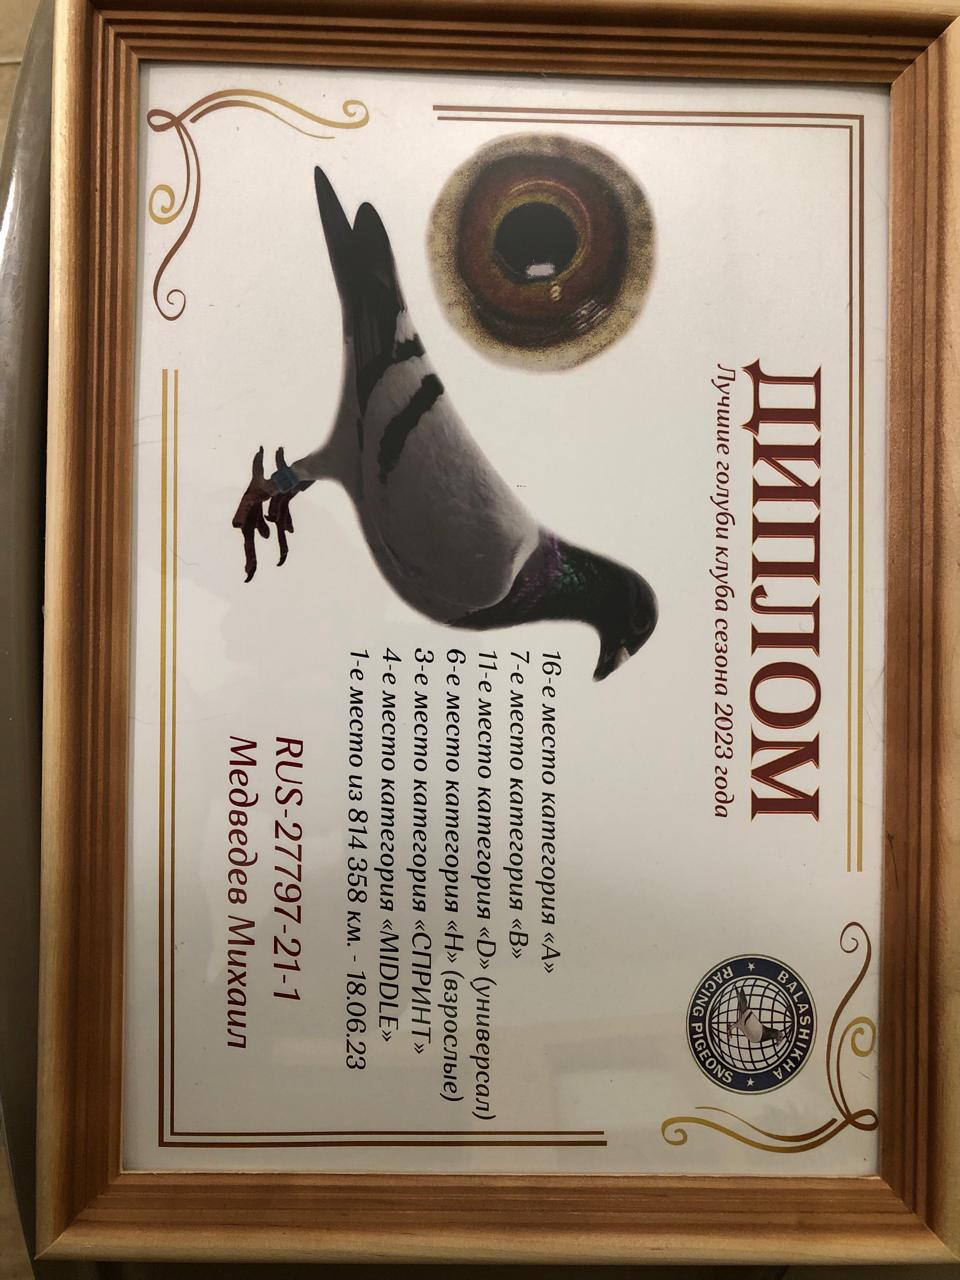 ДИПЛОМ
Лучшие голуби клуба сезона 2023 года
BALASHIKHA
RACING PIGEONS
16-е место категория «А»
7-е место категория «В»
11-е место категория «D» (универсал)
6-е место категория «Н» (взрослые)
3-е место категория «СПРИНТ»
4-е место категория «MIDDLE»
1-е место из 814 358 км. - 18.06.23
RUS-27797-21-1
Медведев Михаил